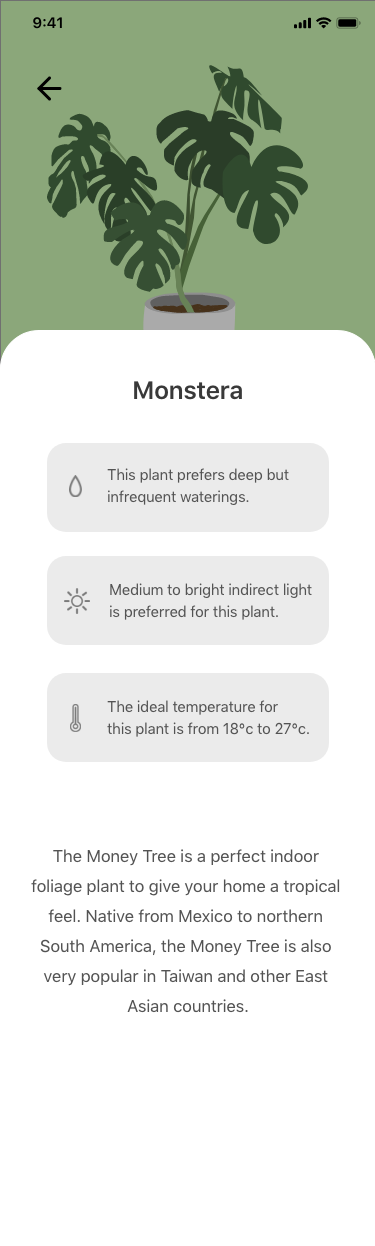 9:41
Monstera
This plant prefers deep but
infrequent waterings.
Medium to bright indirect light
is preferred for this plant.
The ideal temperature for
this plant is from 18ºc to 27ºc.
The Money Tree is a perfect indoor
foliage plant to give your home a tropical
feel. Native from Mexico to northern
South America, the Money Tree is also
very popular in Taiwan and other East
Asian countries.